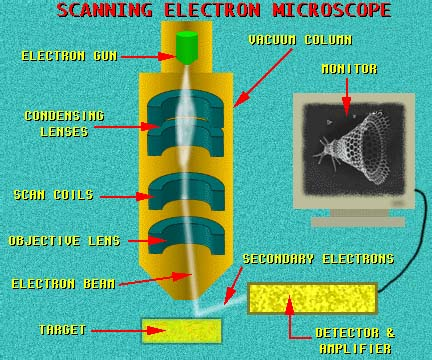 SCANNING ELECTRON MICROSCOPE
VACUUM COLUMN
ELECTRON GUN
MONITOR
CONDENSING
LENSES
SCAN COILS
OBJECTIVE LENS
SECONDARY ELECTRONS
ELECTRON BEAM
TARGET
DETECTOR &
AMPLIFIER